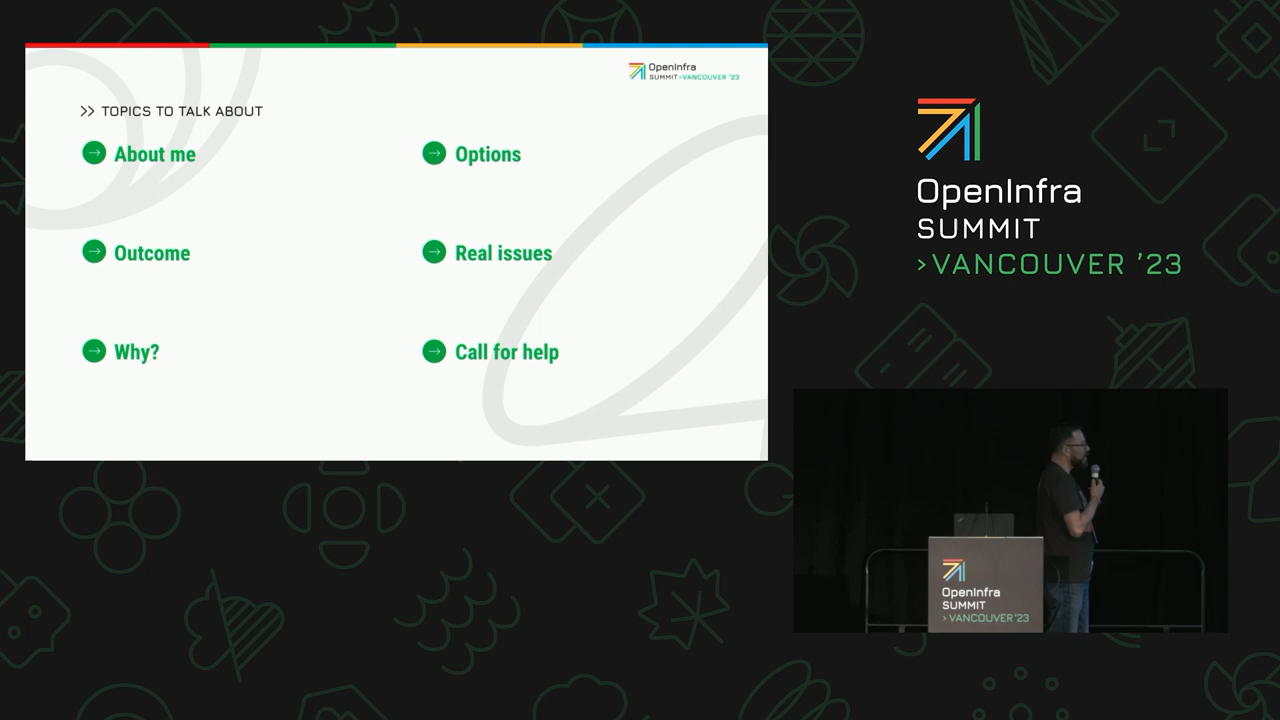 OpenInfra
SUMMIT >VANCOUVER '23
>> TOPICS TO TALK ABOUT
About me
Outcome
Why?
Options
Real issues
Call for help
OpenInfra
SUMMIT
>VANCOUVER '23
OpenInfra
SUMMIT
>VANCOUVER '23